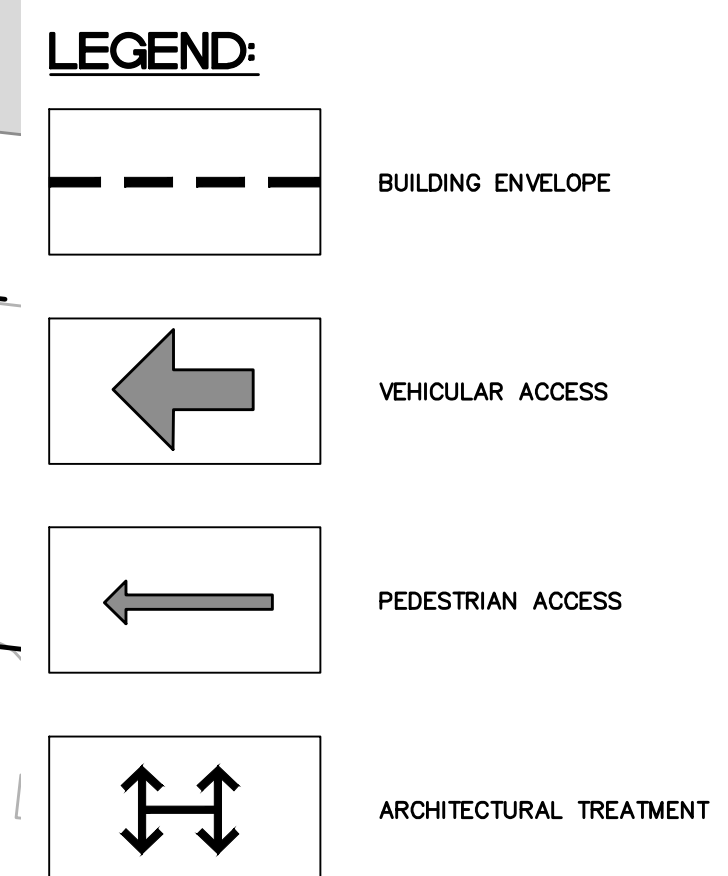 LEGEND:
BUILDING ENVELOPE
VEHICULAR ACCESS
PEDESTRIAN ACCESS
ARCHITECTURAL TREATMENT